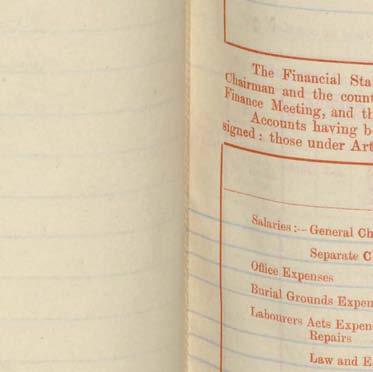 The Financial Sta
Chairman and the count
Finance Meeting, and th
Accounts having b
signed: those under Art
Salaries:— General Ch
Separate C
Office Expenses
Burial Grounds Expen
Labourers Acts Expen
Repairs
Law and E